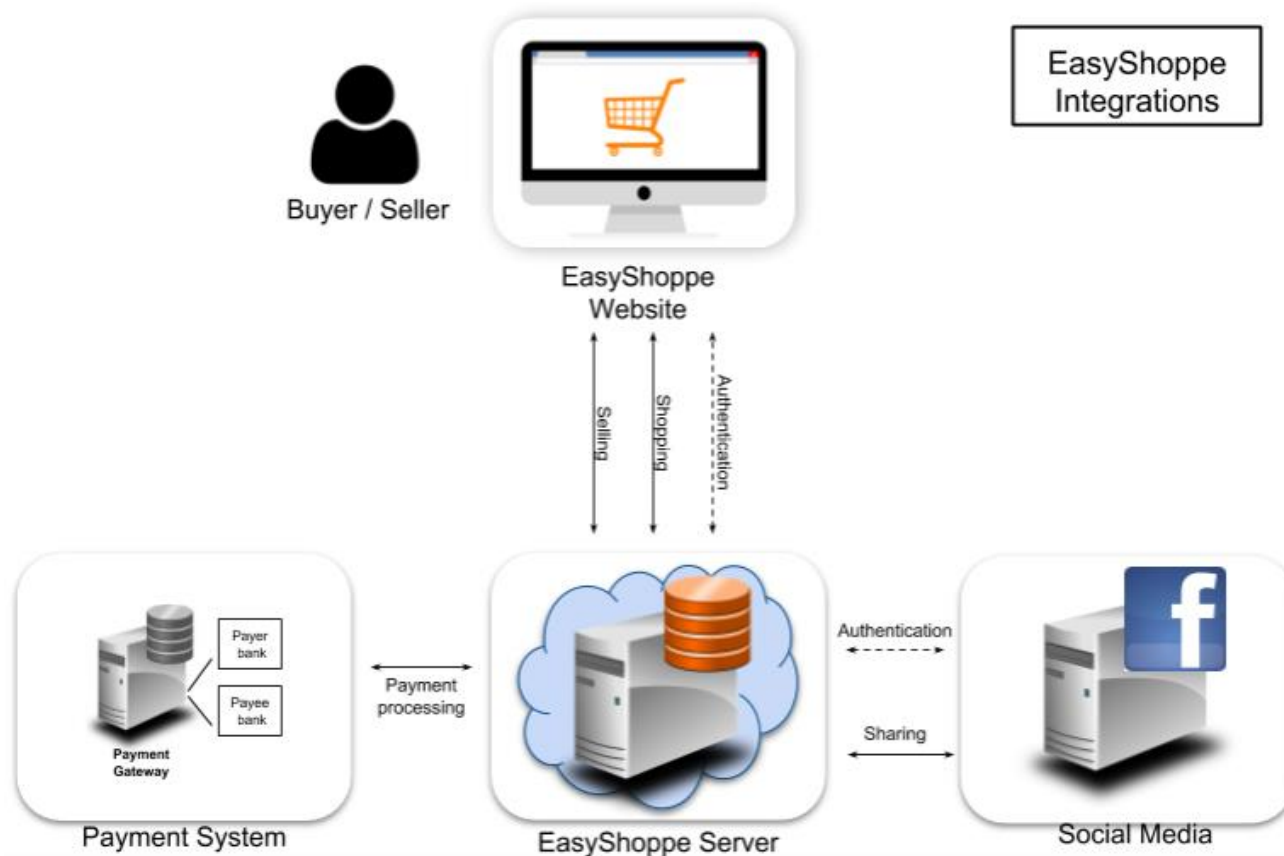 EasyShoppe
Integrations
Buyer / Seller
EasyShoppe
Website
Selling
Shopping
Authentication
Payer
bank
Payee
bank
Payment
Gateway
Payment
processing
Authentication
Sharing
f
Payment System
EasyShoppe Server
Social Media